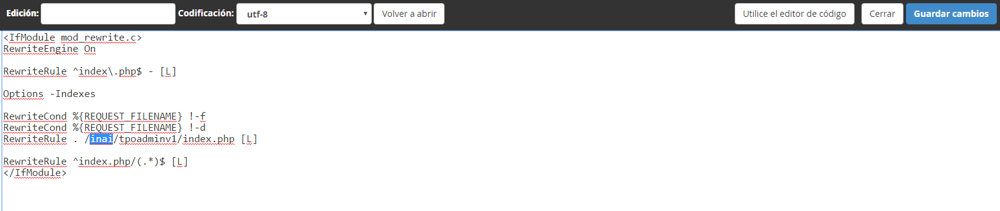 Edición: Codificación: utf-8 Volver a abrir Utilice el editor de código Cerrar Guardar cambios
<IfModule mod_rewrite.c>
RewriteEngine On
RewriteRule ^index\.php$ - [L]
Options -Indexes
RewriteCond %{REQUEST_FILENAME} !-f
RewriteCond %{REQUEST_FILENAME} !-d
RewriteRule . /inai/tpoadminv1/index.php [L]
RewriteRule ^index.php/(.*)$ [L]
</IfModule>